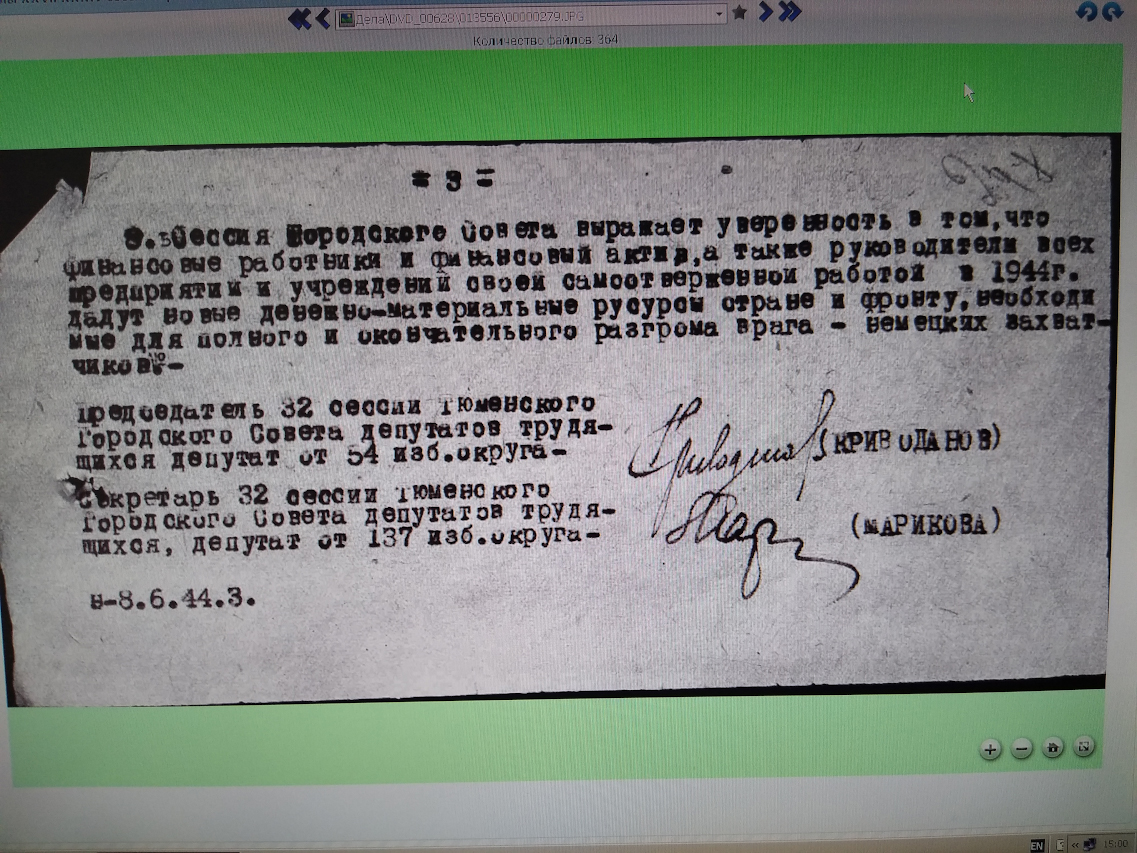 Дела\DVD_00628\013556\00000279.JPG
Количество файлов: 364
= 3 =
Сессия Городского Совета выражает уверенность в том,что
финансовые работники и финансовый актив,а также руководители всех
предприятий и учреждений своей самоотверженной работой в 1944г.
дадут новые денежно-материальные русурсы стране и фронту,необходи
мые для полного и окончательного разгрома врага - немецких захват-
чиков.-
Председатель 32 сессии Тюменского
Городского Совета депутатов трудя-
щихся депутат от 54 изб.округа-
(КРИВОДАНОВ)
Секретарь 32 сессии Тюменского
Городского Совета депутатов трудя-
щихся, депутат от 137 изб.округа-
(МАРИКОВА)
н-8.6.44.3.
EN
15:00